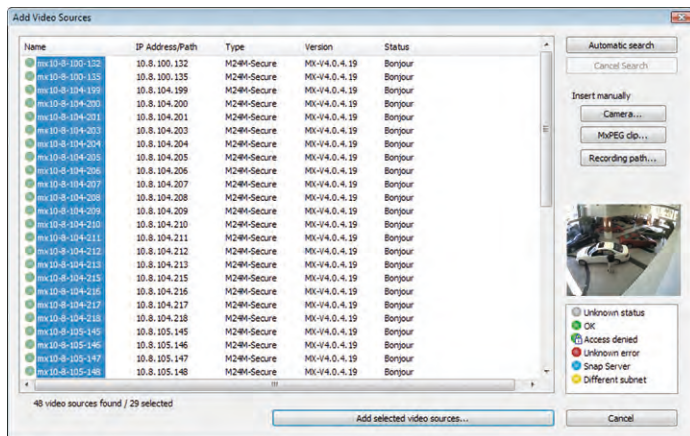 Add Video Sources
Name IP Address/Path Type Version Status
mx10-8-100-132 10.8.100.132 M24M-Secure MX-V4.0.4.19 Bonjour
mx10-8-100-135 10.8.100.135 M24M-Secure MX-V4.0.4.19 Bonjour
mx10-8-104-199 10.8.104.199 M24M-Secure MX-V4.0.4.19 Bonjour
mx10-8-104-200 10.8.104.200 M24M-Secure MX-V4.0.4.19 Bonjour
mx10-8-104-201 10.8.104.201 M24M-Secure MX-V4.0.4.19 Bonjour
mx10-8-104-203 10.8.104.203 M24M-Secure MX-V4.0.4.19 Bonjour
mx10-8-104-204 10.8.104.204 M24M-Secure MX-V4.0.4.19 Bonjour
mx10-8-104-205 10.8.104.205 M24M-Secure MX-V4.0.4.19 Bonjour
mx10-8-104-206 10.8.104.206 M24M-Secure MX-V4.0.4.19 Bonjour
mx10-8-104-207 10.8.104.207 M24M-Secure MX-V4.0.4.19 Bonjour
mx10-8-104-208 10.8.104.208 M24M-Secure MX-V4.0.4.19 Bonjour
mx10-8-104-209 10.8.104.209 M24M-Secure MX-V4.0.4.19 Bonjour
mx10-8-104-210 10.8.104.210 M24M-Secure MX-V4.0.4.19 Bonjour
mx10-8-104-211 10.8.104.211 M24M-Secure MX-V4.0.4.19 Bonjour
mx10-8-104-212 10.8.104.212 M24M-Secure MX-V4.0.4.19 Bonjour
mx10-8-104-213 10.8.104.213 M24M-Secure MX-V4.0.4.19 Bonjour
mx10-8-104-215 10.8.104.215 M24M-Secure MX-V4.0.4.19 Bonjour
mx10-8-104-216 10.8.104.216 M24M-Secure MX-V4.0.4.19 Bonjour
mx10-8-104-217 10.8.104.217 M24M-Secure MX-V4.0.4.19 Bonjour
mx10-8-104-218 10.8.104.218 M24M-Secure MX-V4.0.4.19 Bonjour
mx10-8-105-145 10.8.105.145 M24M-Secure MX-V4.0.4.19 Bonjour
mx10-8-105-146 10.8.105.146 M24M-Secure MX-V4.0.4.19 Bonjour
mx10-8-105-147 10.8.105.147 M24M-Secure MX-V4.0.4.19 Bonjour
mx10-8-105-148 10.8.105.148 M24M-Secure MX-V4.0.4.19 Bonjour
48 video sources found / 29 selected
Add selected video sources...
Automatic search
Cancel Search
Insert manually
Camera...
MxPEG clip...
Recording path...
Unknown status
OK
Access denied
Unknown error
Snap Server
Different subnet
Cancel